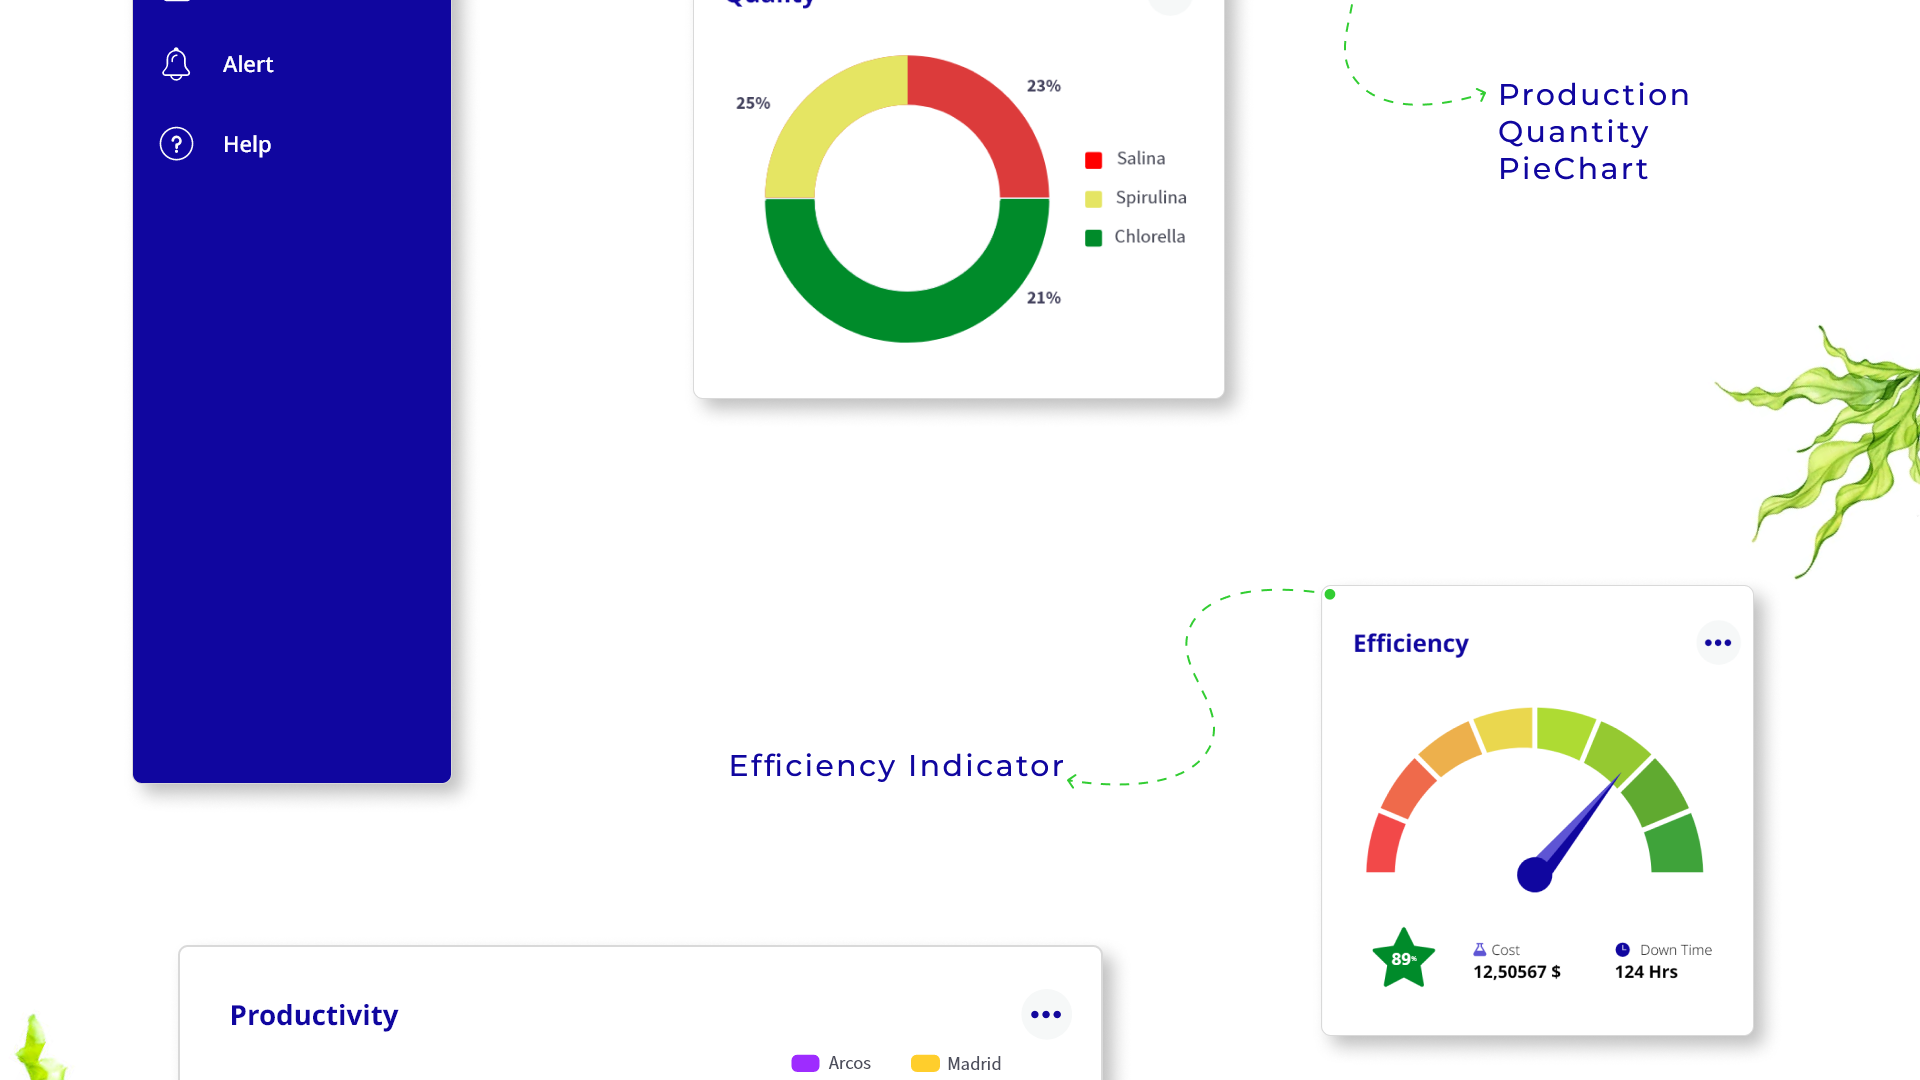 Quality
Alert
Help
25%
23%
21%
Salina
Spirulina
Chlorella
Production
Quantity
PieChart
Efficiency Indicator
Efficiency
89%
Cost
12,50567 $
Down Time
124 Hrs
Productivity
Arcos
Madrid